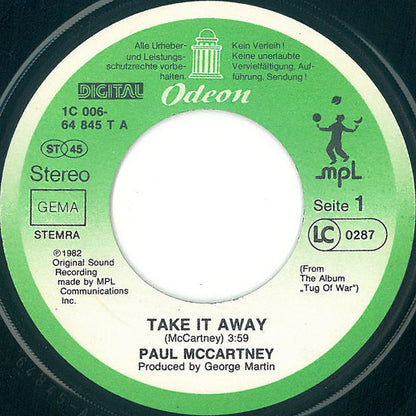 Alle Urheber-
und Leistungs-
schutzrechte vorbe-
halten.
Kein Verleih!
Keine unerlaubte
Vervielfältigung, Auf-
führung, Sendung!
DIGITAL
Odeon
1C 006-
64 845 T A
ST 45
Stereo
GEMA
STEMRA
mpL
Seite 1
LC 0287
℗1982
Original Sound
Recording
made by MPL
Communications
Inc.
(From
The Album
„Tug Of War”)
TAKE IT AWAY
(McCartney) 3:59
PAUL MCCARTNEY
Produced by George Martin